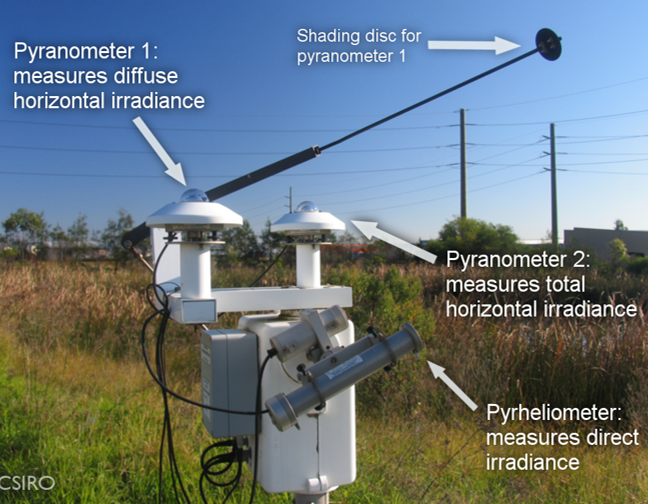 Pyranometer 1:
measures diffuse
horizontal irradiance
Shading disc for
pyranometer 1
Pyranometer 2:
measures total
horizontal irradiance
Pyrheliometer:
measures direct
irradiance
CSIRO